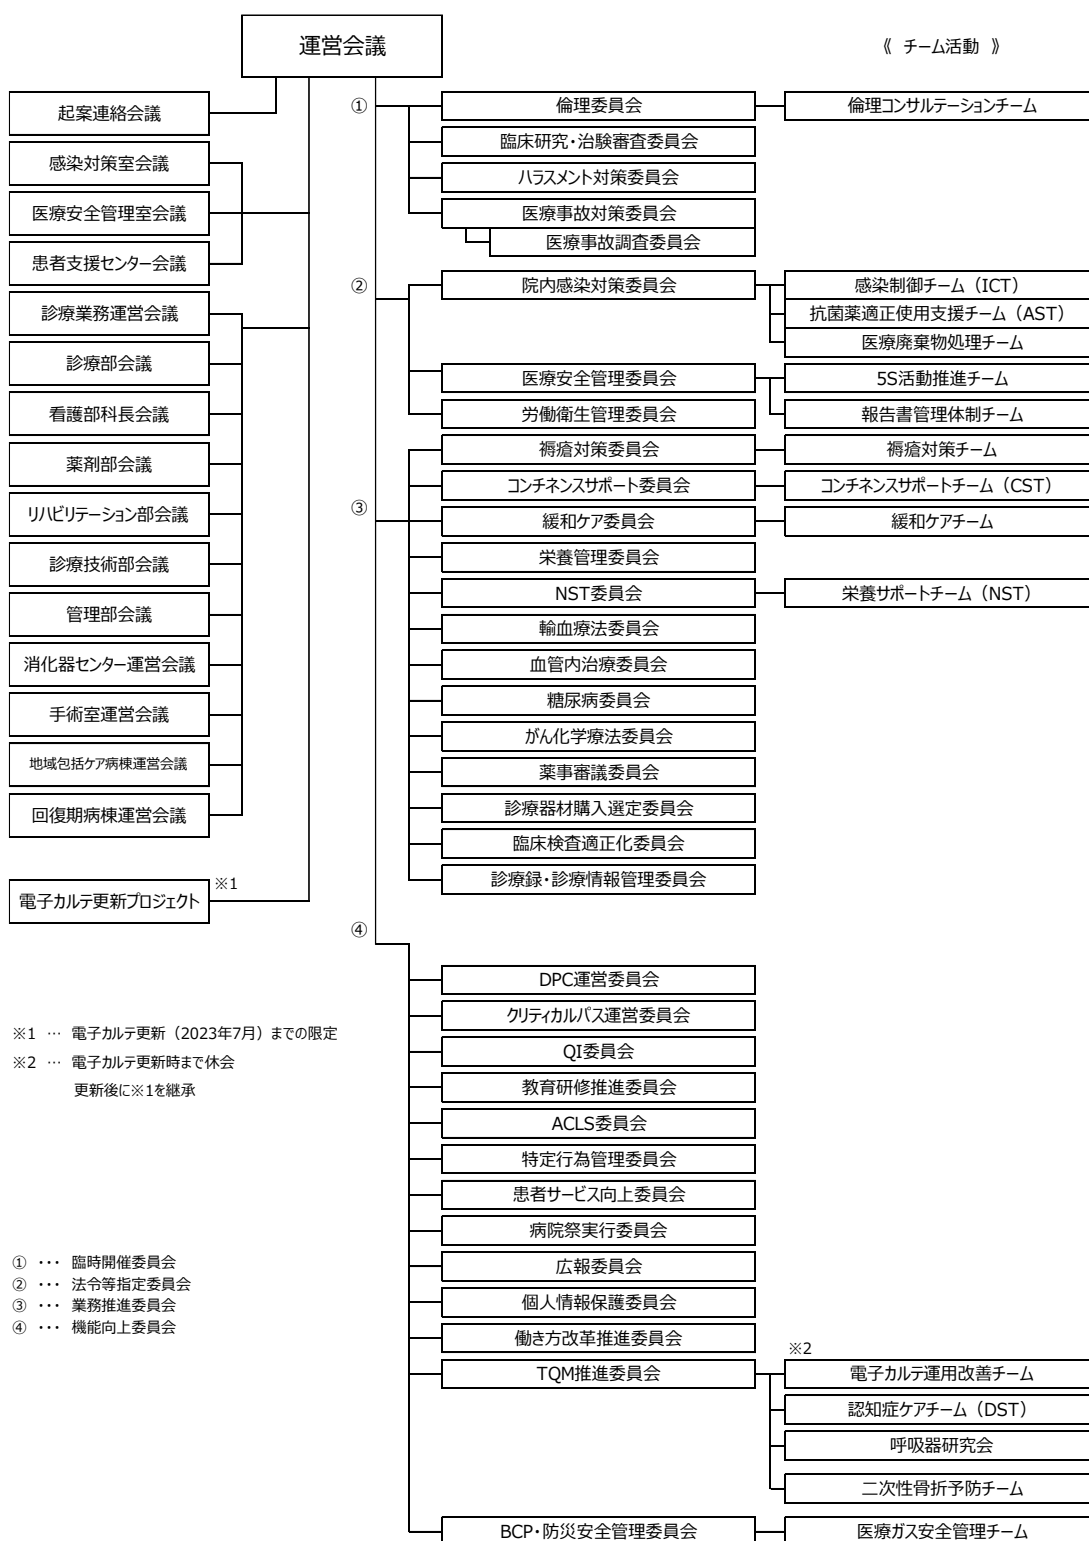 運営会議
《 チーム活動 》
起案連絡会議
感染対策室会議
医療安全管理室会議
患者支援センター会議
診療業務運営会議
診療部会議
看護部科長会議
薬剤部会議
リハビリテーション部会議
診療技術部会議
管理部会議
消化器センター運営会議
手術室運営会議
地域包括ケア病棟運営会議
回復期病棟運営会議
※1
電子カルテ更新プロジェクト
①
倫理委員会
倫理コンサルテーションチーム
臨床研究・治験審査委員会
ハラスメント対策委員会
医療事故対策委員会
医療事故調査委員会
②
院内感染対策委員会
感染制御チーム（ICT）
抗菌薬適正使用支援チーム（AST）
医療廃棄物処理チーム
医療安全管理委員会
5S活動推進チーム
労働衛生管理委員会
報告書管理体制チーム
③
褥瘡対策委員会
褥瘡対策チーム
コンチネンスサポート委員会
コンチネンスサポートチーム（CST）
緩和ケア委員会
緩和ケアチーム
栄養管理委員会
NST委員会
栄養サポートチーム（NST）
輸血療法委員会
血管内治療委員会
糖尿病委員会
がん化学療法委員会
薬事審議委員会
診療器材購入選定委員会
臨床検査適正化委員会
診療録・診療情報管理委員会
④
DPC運営委員会
クリティカルパス運営委員会
QI委員会
教育研修推進委員会
ACLS委員会
特定行為管理委員会
患者サービス向上委員会
病院祭実行委員会
広報委員会
個人情報保護委員会
働き方改革推進委員会
※2
TQM推進委員会
電子カルテ運用改善チーム
認知症ケアチーム（DST）
呼吸器研究会
二次性骨折予防チーム
BCP・防災安全管理委員会
医療ガス安全管理チーム
※1 … 電子カルテ更新（2023年7月）までの限定
※2 … 電子カルテ更新時まで休会
更新後に※1を継承
① ・・・ 臨時開催委員会
② ・・・ 法令等指定委員会
③ ・・・ 業務推進委員会
④ ・・・ 機能向上委員会